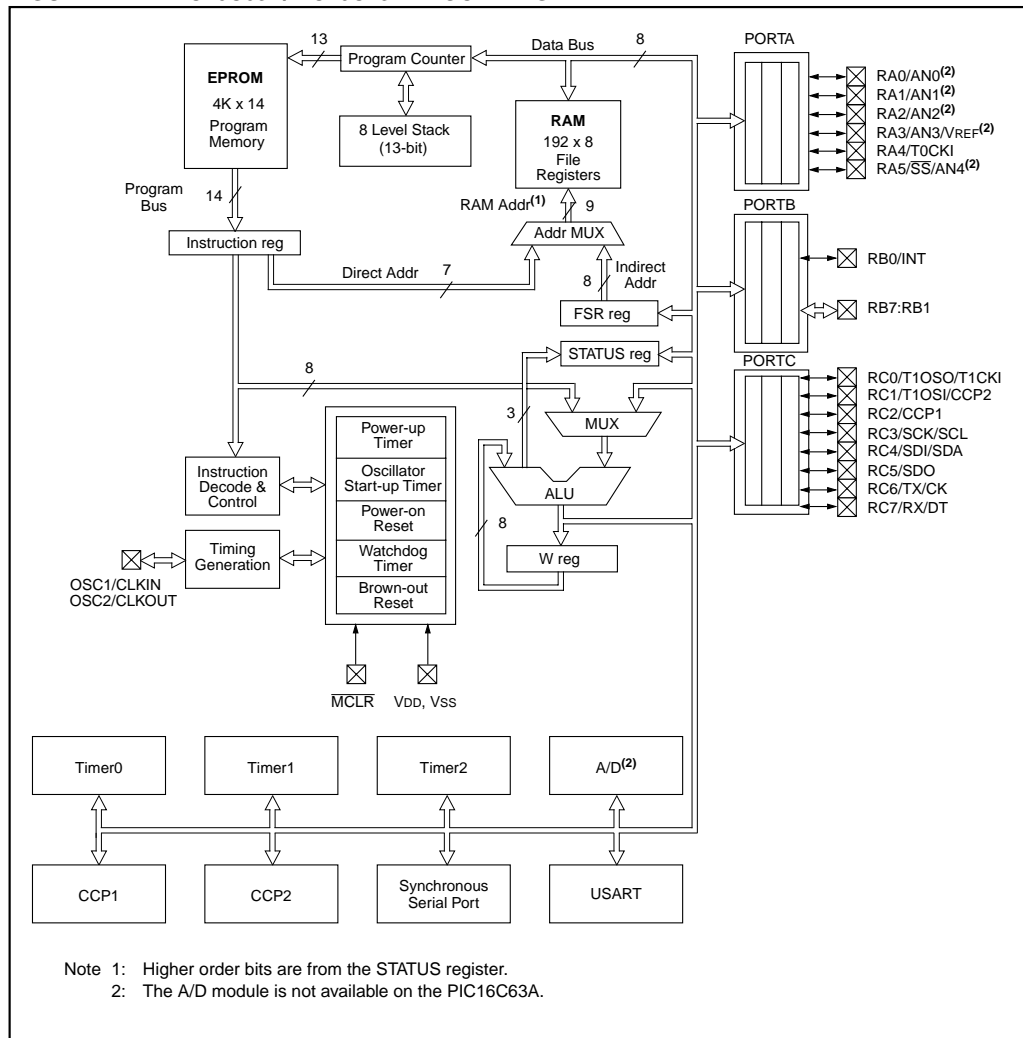 13
Data Bus
8
PORTA
EPROM
4K x 14
Program
Memory
Program Counter
8 Level Stack
(13-bit)
RAM
192 x 8
File
Registers
RA0/AN0(2)
RA1/AN1(2)
RA2/AN2(2)
RA3/AN3/VREF(2)
RA4/T0CKI
RA5/SS/AN4(2)
Program
Bus
14
RAM Addr(1)
9
PORTB
Instruction reg
Addr MUX
Direct Addr
7
8
Indirect
Addr
RB0/INT
FSR reg
RB7:RB1
STATUS reg
PORTC
8
3
MUX
RC0/T1OSO/T1CKI
RC1/T1OSI/CCP2
RC2/CCP1
RC3/SCK/SCL
RC4/SDI/SDA
RC5/SDO
RC6/TX/CK
RC7/RX/DT
Power-up
Timer
Instruction
Decode &
Control
Oscillator
Start-up Timer
ALU
Power-on
Reset
8
Timing
Generation
Watchdog
Timer
W reg
OSC1/CLKIN
OSC2/CLKOUT
Brown-out
Reset
MCLR
VDD, VSS
Timer0
Timer1
Timer2
A/D(2)
CCP1
CCP2
Synchronous
Serial Port
USART
Note 1: Higher order bits are from the STATUS register.
2: The A/D module is not available on the PIC16C63A.